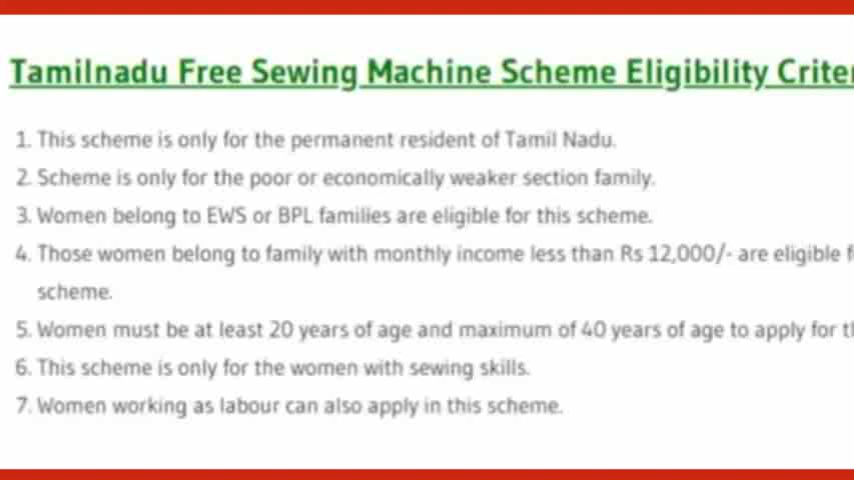 Tamilnadu Free Sewing Machine Scheme Eligibility
1. This scheme is only for the permanent resident of Tamil Nadu.
2. Scheme is only for the poor or economically weaker section family.
3. Women belong to EWS or BPL families are eligible for this scheme.
4. Those women belong to family with monthly income less than Rs 12,000/- are eligible
scheme.
5. Women must be at least 20 years of age and maximum of 40 years of age to apply for
6. This scheme is only for the women with sewing skills.
7. Women working as labour can also apply in this scheme.